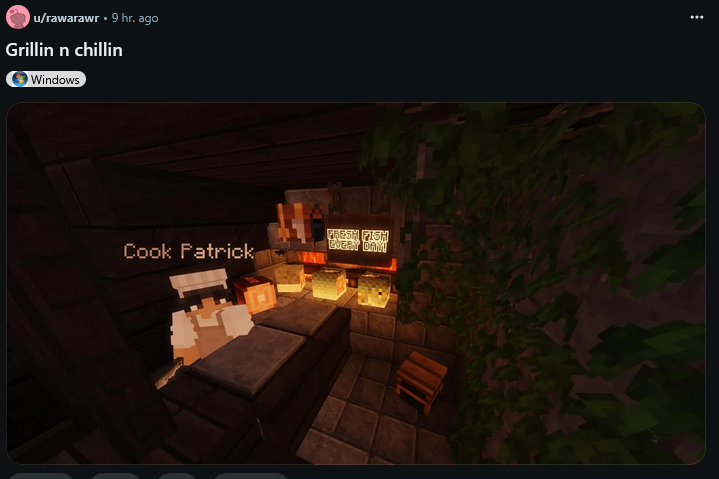 u/rawarawr • 9 hr. ago
Grillin n chillin
Windows
Cook Patrick
FRESH FISH
EVERY DAY!